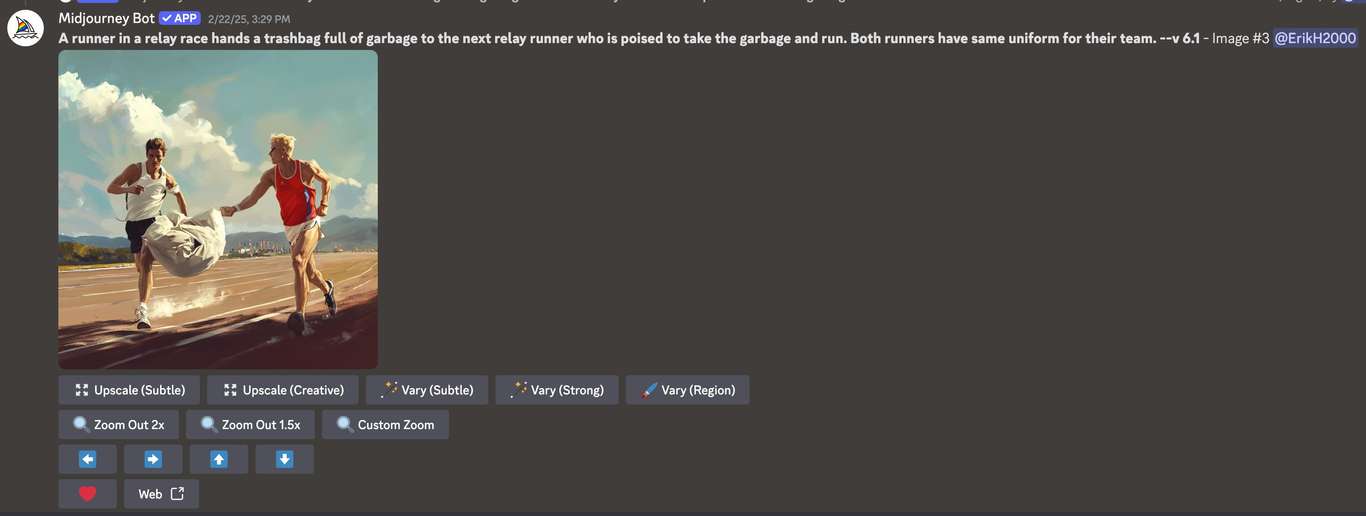 Midjourney Bot APP 2/22/25, 3:29 PM
A runner in a relay race hands a trashbag full of garbage to the next relay runner who is poised to take the garbage and run. Both runners have same uniform for their team. --v 6.1 - Image #3 @ErikH2000
Upscale (Subtle) Upscale (Creative) Vary (Subtle) Vary (Strong) Vary (Region)
Zoom Out 2x Zoom Out 1.5x Custom Zoom
Web